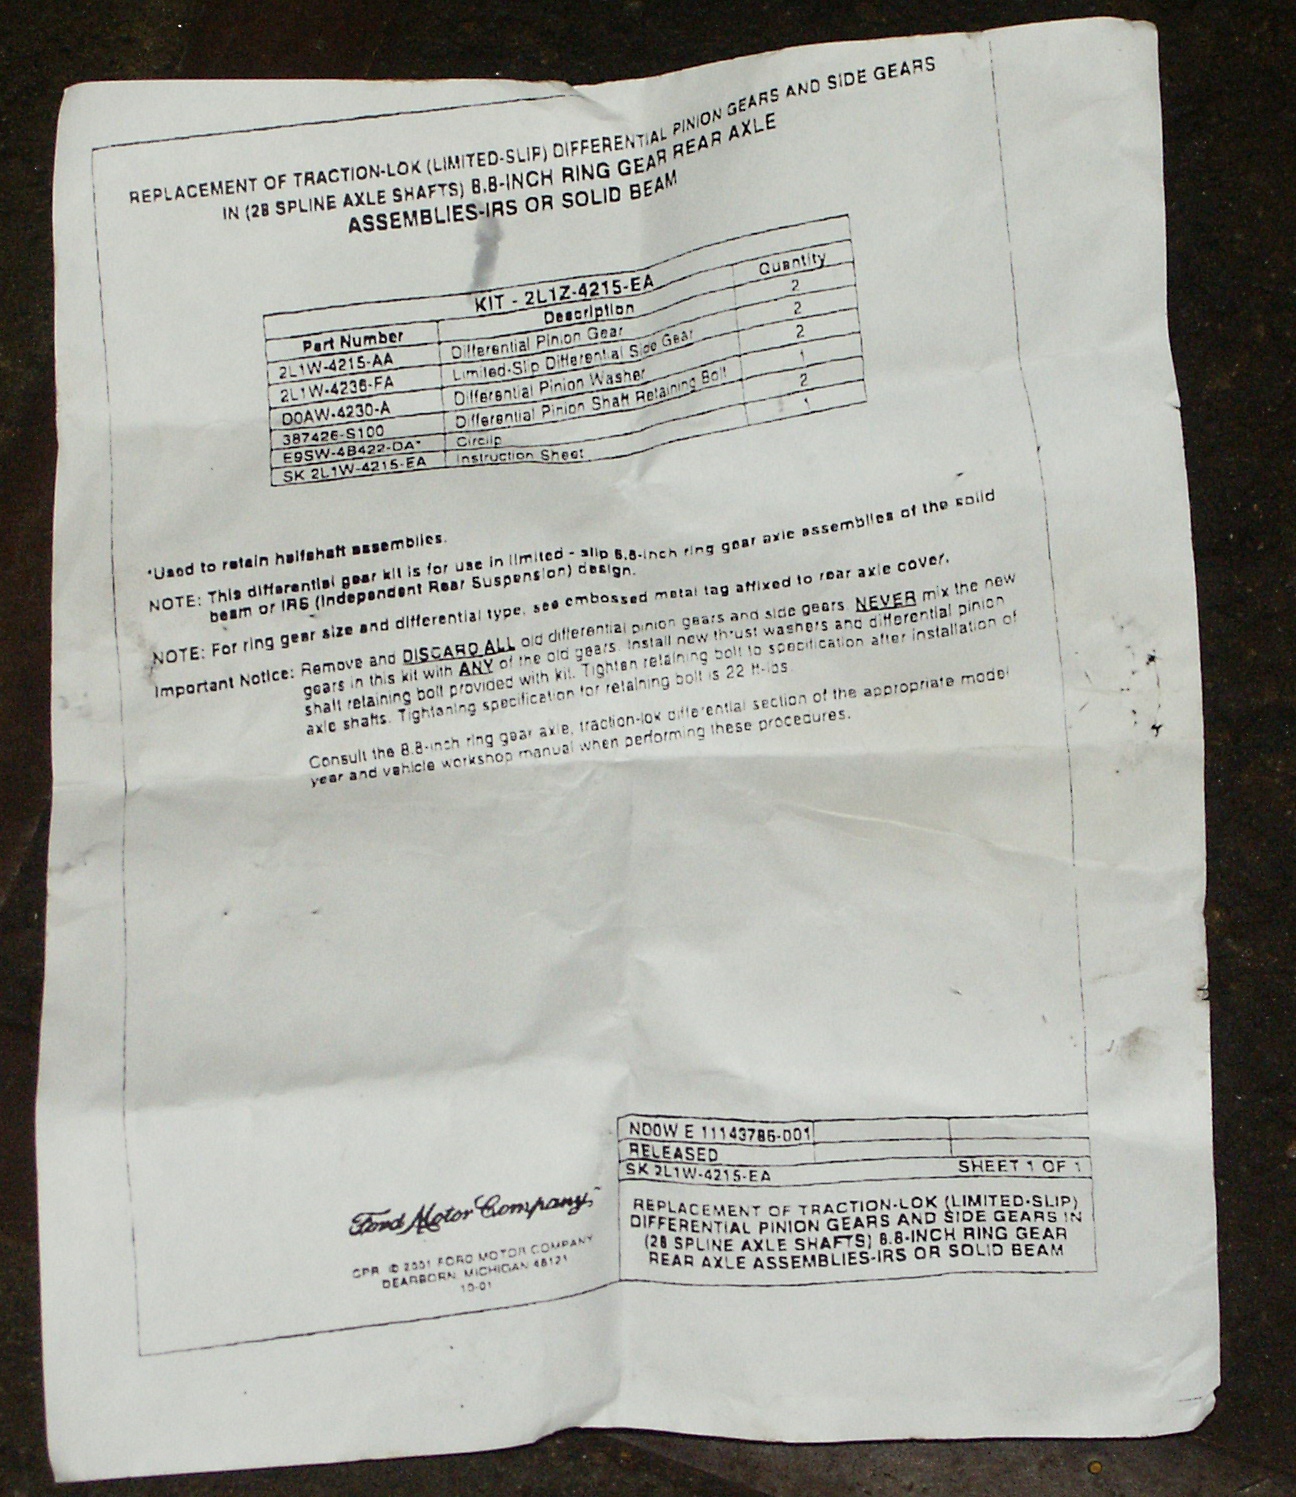 REPLACEMENT OF TRACTION-LOK (LIMITED-SLIP) DIFFERENTIAL PINION GEARS AND SIDE GEARS
IN (28 SPLINE AXLE SHAFTS) 8.8-INCH RING GEAR REAR AXLE
ASSEMBLIES-IRS OR SOLID BEAM
KIT - 2L1Z-4215-EA
Part Number Description Quantity
2L1W-4215-AA Differential Pinion Gear 2
2L1W-4236-FA Limited-Slip Differential Side Gear 2
D0AW-4230-A Differential Pinion Washer 2
387426-S100 Differential Pinion Shaft Retaining Bolt 1
E9SW-4B422-DA* Circlip 2
SK 2L1W-4215-EA Instruction Sheet 1
*Used to retain halfshaft assemblies.
NOTE: This differential gear kit is for use in limited - slip 8.8-inch ring gear axle assemblies of the solid
beam or IRS (Independent Rear Suspension) design.
NOTE: For ring gear size and differential type, see embossed metal tag affixed to rear axle cover.
Important Notice: Remove and DISCARD ALL old differential pinion gears and side gears. NEVER mix the new
gears in this kit with ANY of the old gears. Install new thrust washers and differential pinion
shaft retaining bolt provided with kit. Tighten retaining bolt to specification after installation of
axle shafts. Tightening specification for retaining bolt is 22 ft-lbs.
Consult the 8.8-inch ring gear axle, traction-lok differential section of the appropriate model
year and vehicle workshop manual when performing these procedures.
NDOW E 11143786-001
RELEASED
SK 2L1W-4215-EA SHEET 1 OF 1
REPLACEMENT OF TRACTION-LOK (LIMITED-SLIP)
DIFFERENTIAL PINION GEARS AND SIDE GEARS IN
(28 SPLINE AXLE SHAFTS) 8.8-INCH RING GEAR
REAR AXLE ASSEMBLIES-IRS OR SOLID BEAM
Ford Motor Company,
CPR © 2001 FORD MOTOR COMPANY
DEARBORN, MICHIGAN 48121
10-01